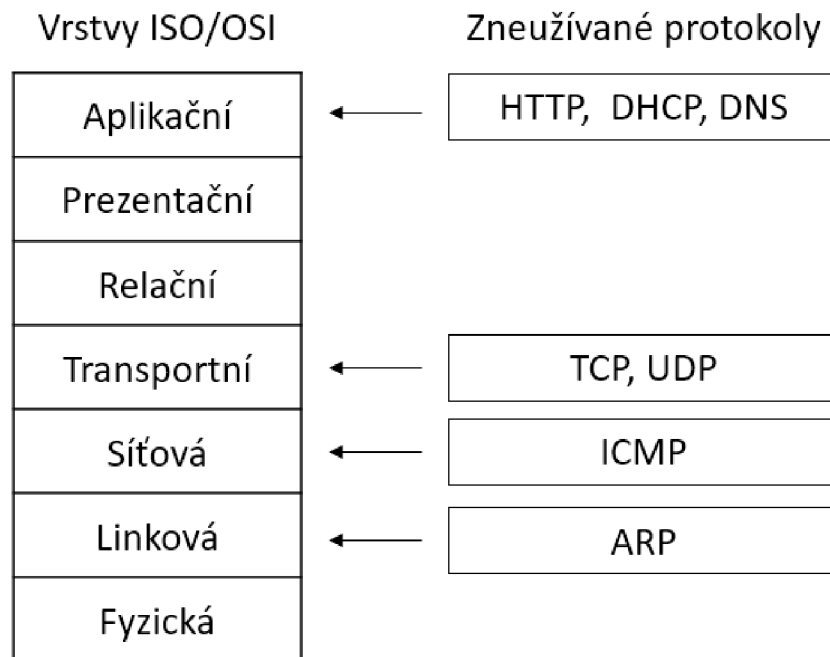 Vrstvy ISO/OSI
Zneužívané protokoly
Aplikační
HTTP, DHCP, DNS
Prezentační
Relační
Transportní
TCP, UDP
Síťová
ICMP
Linková
ARP
Fyzická